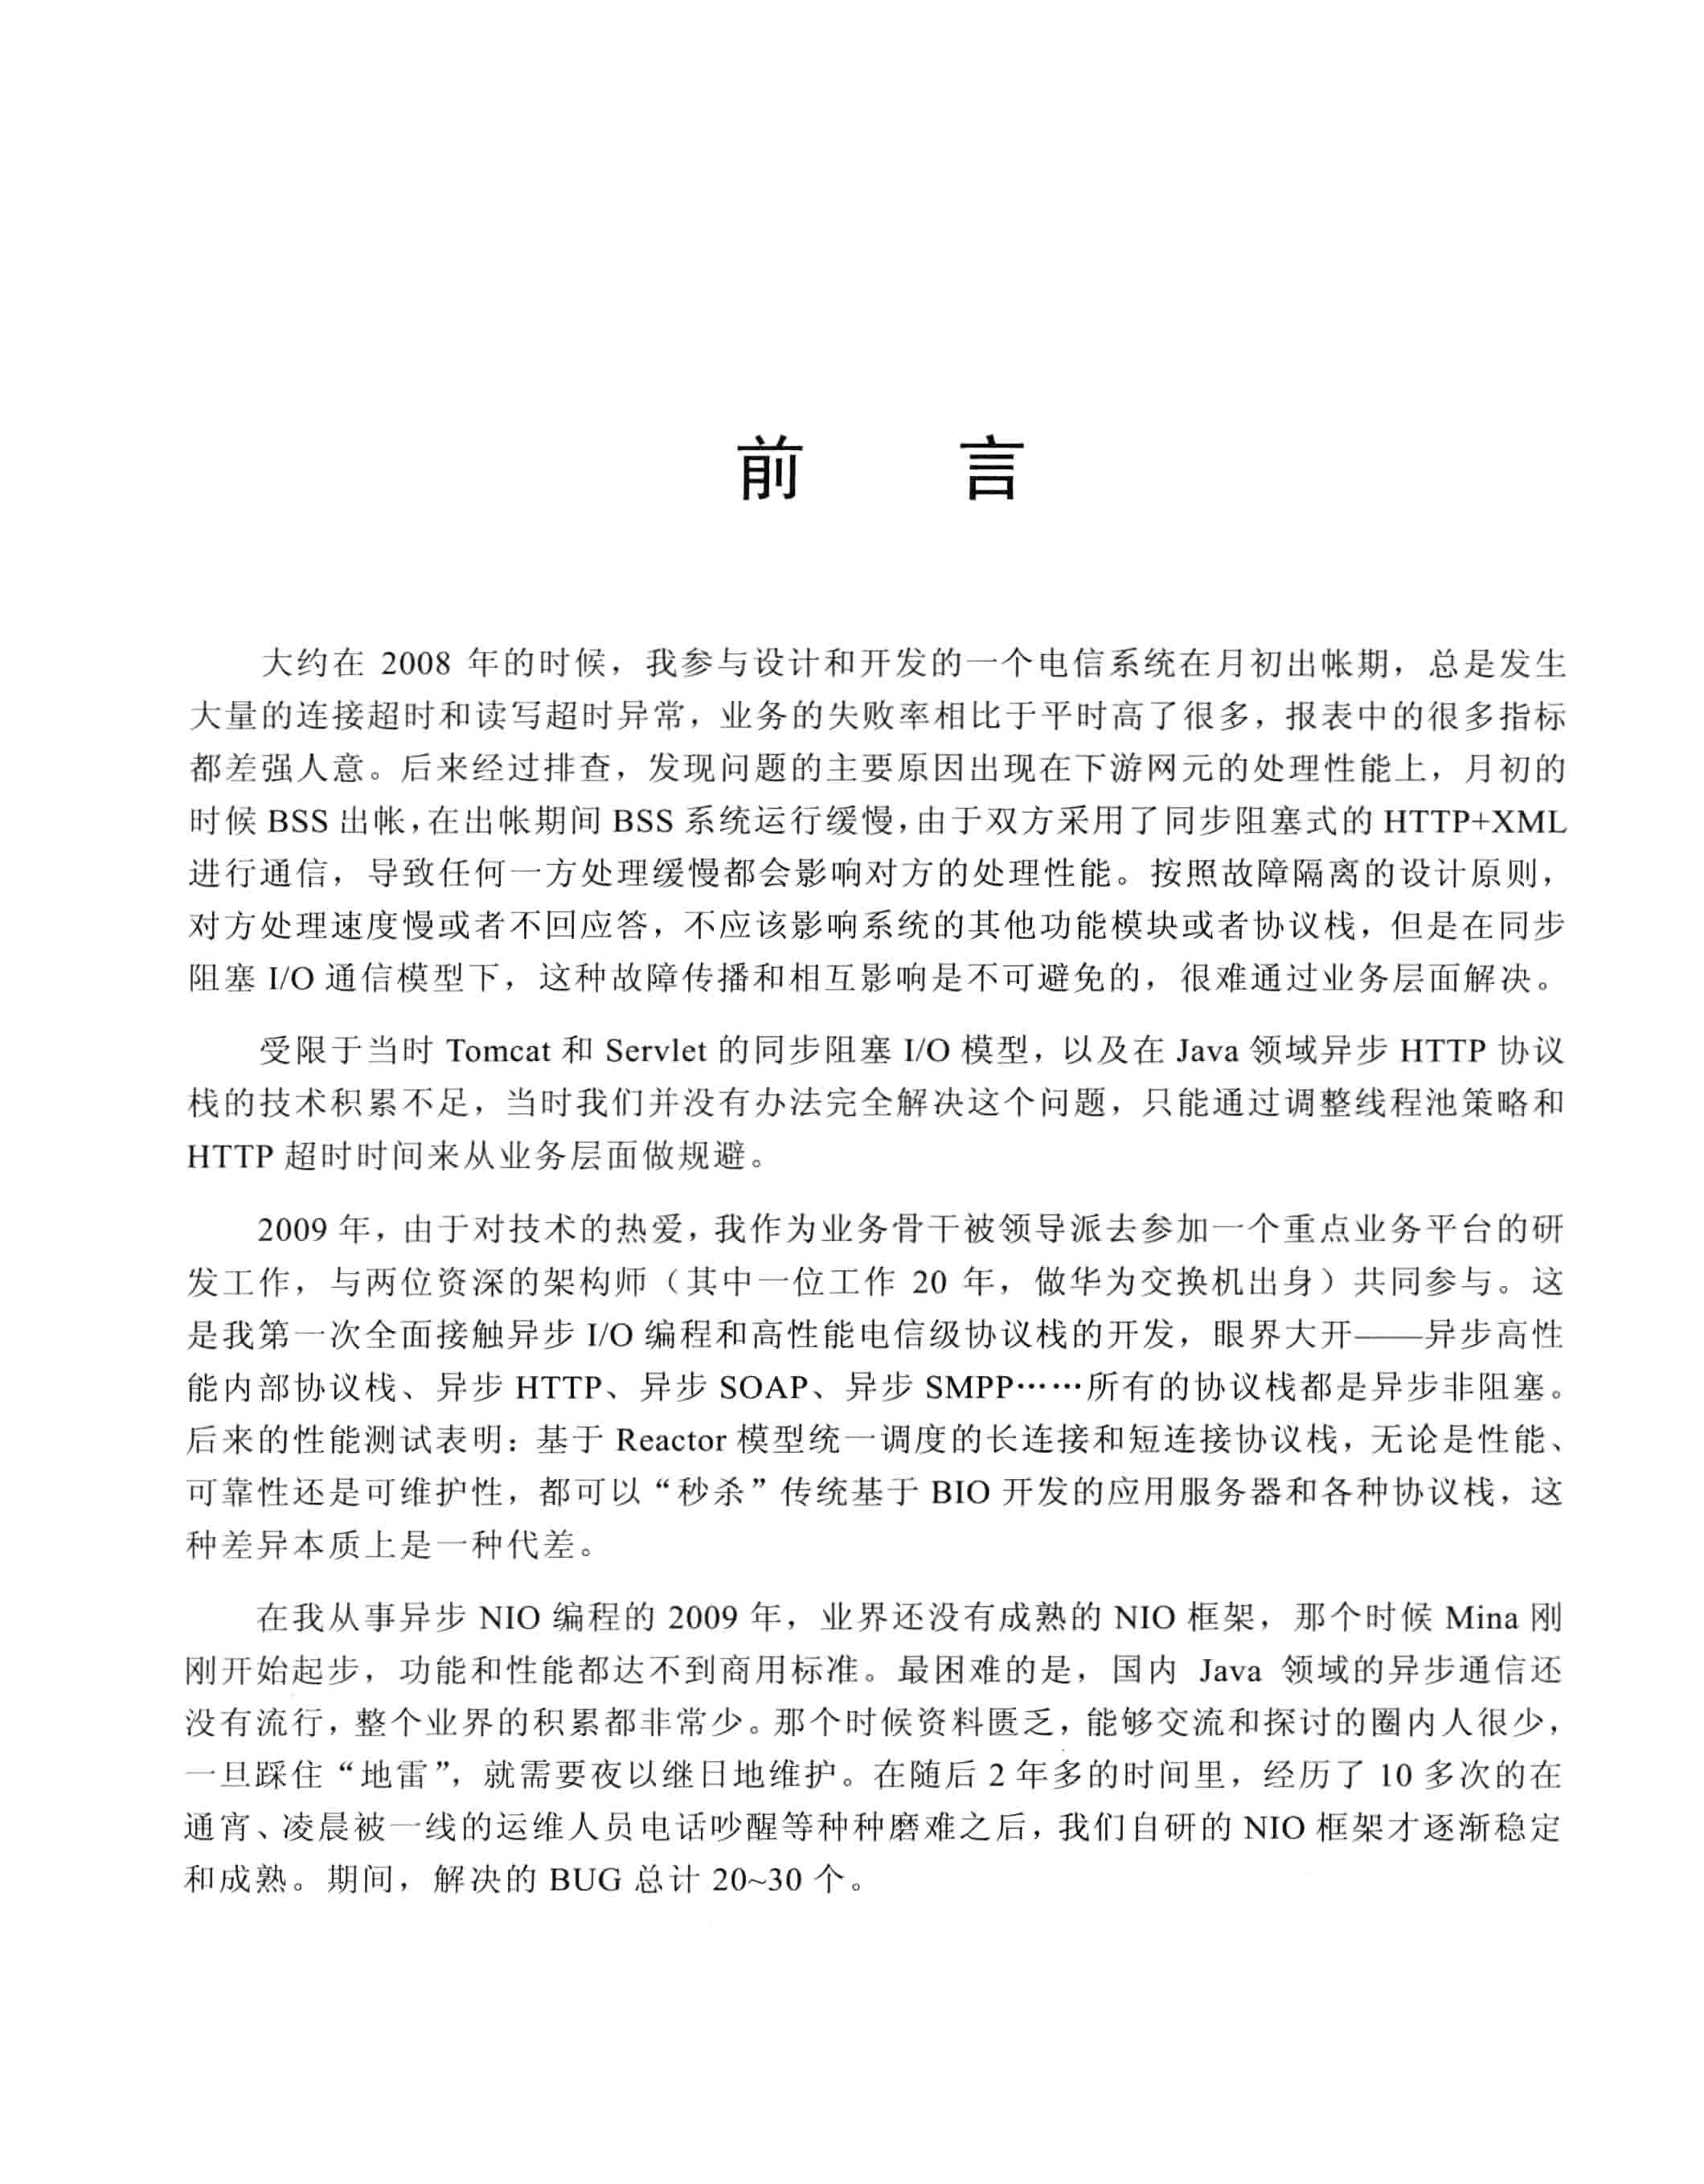 前 言
大约在 2008 年的时候，我参与设计和开发的一个电信系统在月初出帐期，总是发生
大量的连接超时和读写超时异常，业务的失败率相比于平时高了很多，报表中的很多指标
都差强人意。后来经过排查，发现问题的主要原因出现在下游网元的处理性能上，月初的
时候 BSS 出帐，在出帐期间 BSS 系统运行缓慢，由于双方采用了同步阻塞式的 HTTP+XML
进行通信，导致任何一方处理缓慢都会影响对方的处理性能。按照故障隔离的设计原则，
对方处理速度慢或者不回应答，不应该影响系统的其他功能模块或者协议栈，但是在同步
阻塞 I/O 通信模型下，这种故障传播和相互影响是不可避免的，很难通过业务层面解决。
受限于当时 Tomcat 和 Servlet 的同步阻塞 I/O 模型，以及在 Java 领域异步 HTTP 协议
栈的技术积累不足，当时我们并没有办法完全解决这个问题，只能通过调整线程池策略和
HTTP 超时时间来从业务层面做规避。
2009 年，由于对技术的热爱，我作为业务骨干被领导派去参加一个重点业务平台的研
发工作，与两位资深的架构师（其中一位工作 20 年，做华为交换机出身）共同参与。这
是我第一次全面接触异步 I/O 编程和高性能电信级协议栈的开发，眼界大开——异步高性
能内部协议栈、异步 HTTP、异步 SOAP、异步 SMPP……所有的协议栈都是异步非阻塞。
后来的性能测试表明：基于 Reactor 模型统一调度的长连接和短连接协议栈，无论是性能、
可靠性还是可维护性，都可以“秒杀”传统基于 BIO 开发的应用服务器和各种协议栈，这
种差异本质上是一种代差。
在我从事异步 NIO 编程的 2009 年，业界还没有成熟的 NIO 框架，那个时候 Mina 刚
刚开始起步，功能和性能都达不到商用标准。最困难的是，国内 Java 领域的异步通信还
没有流行，整个业界的积累都非常少。那个时候资料匮乏，能够交流和探讨的圈内人很少，
一旦踩住“地雷”，就需要夜以继日地维护。在随后 2 年多的时间里，经历了 10 多次的在
通宵、凌晨被一线的运维人员电话吵醒等种种磨难之后，我们自研的 NIO 框架才逐渐稳定
和成熟。期间，解决的 BUG 总计 20~30 个。